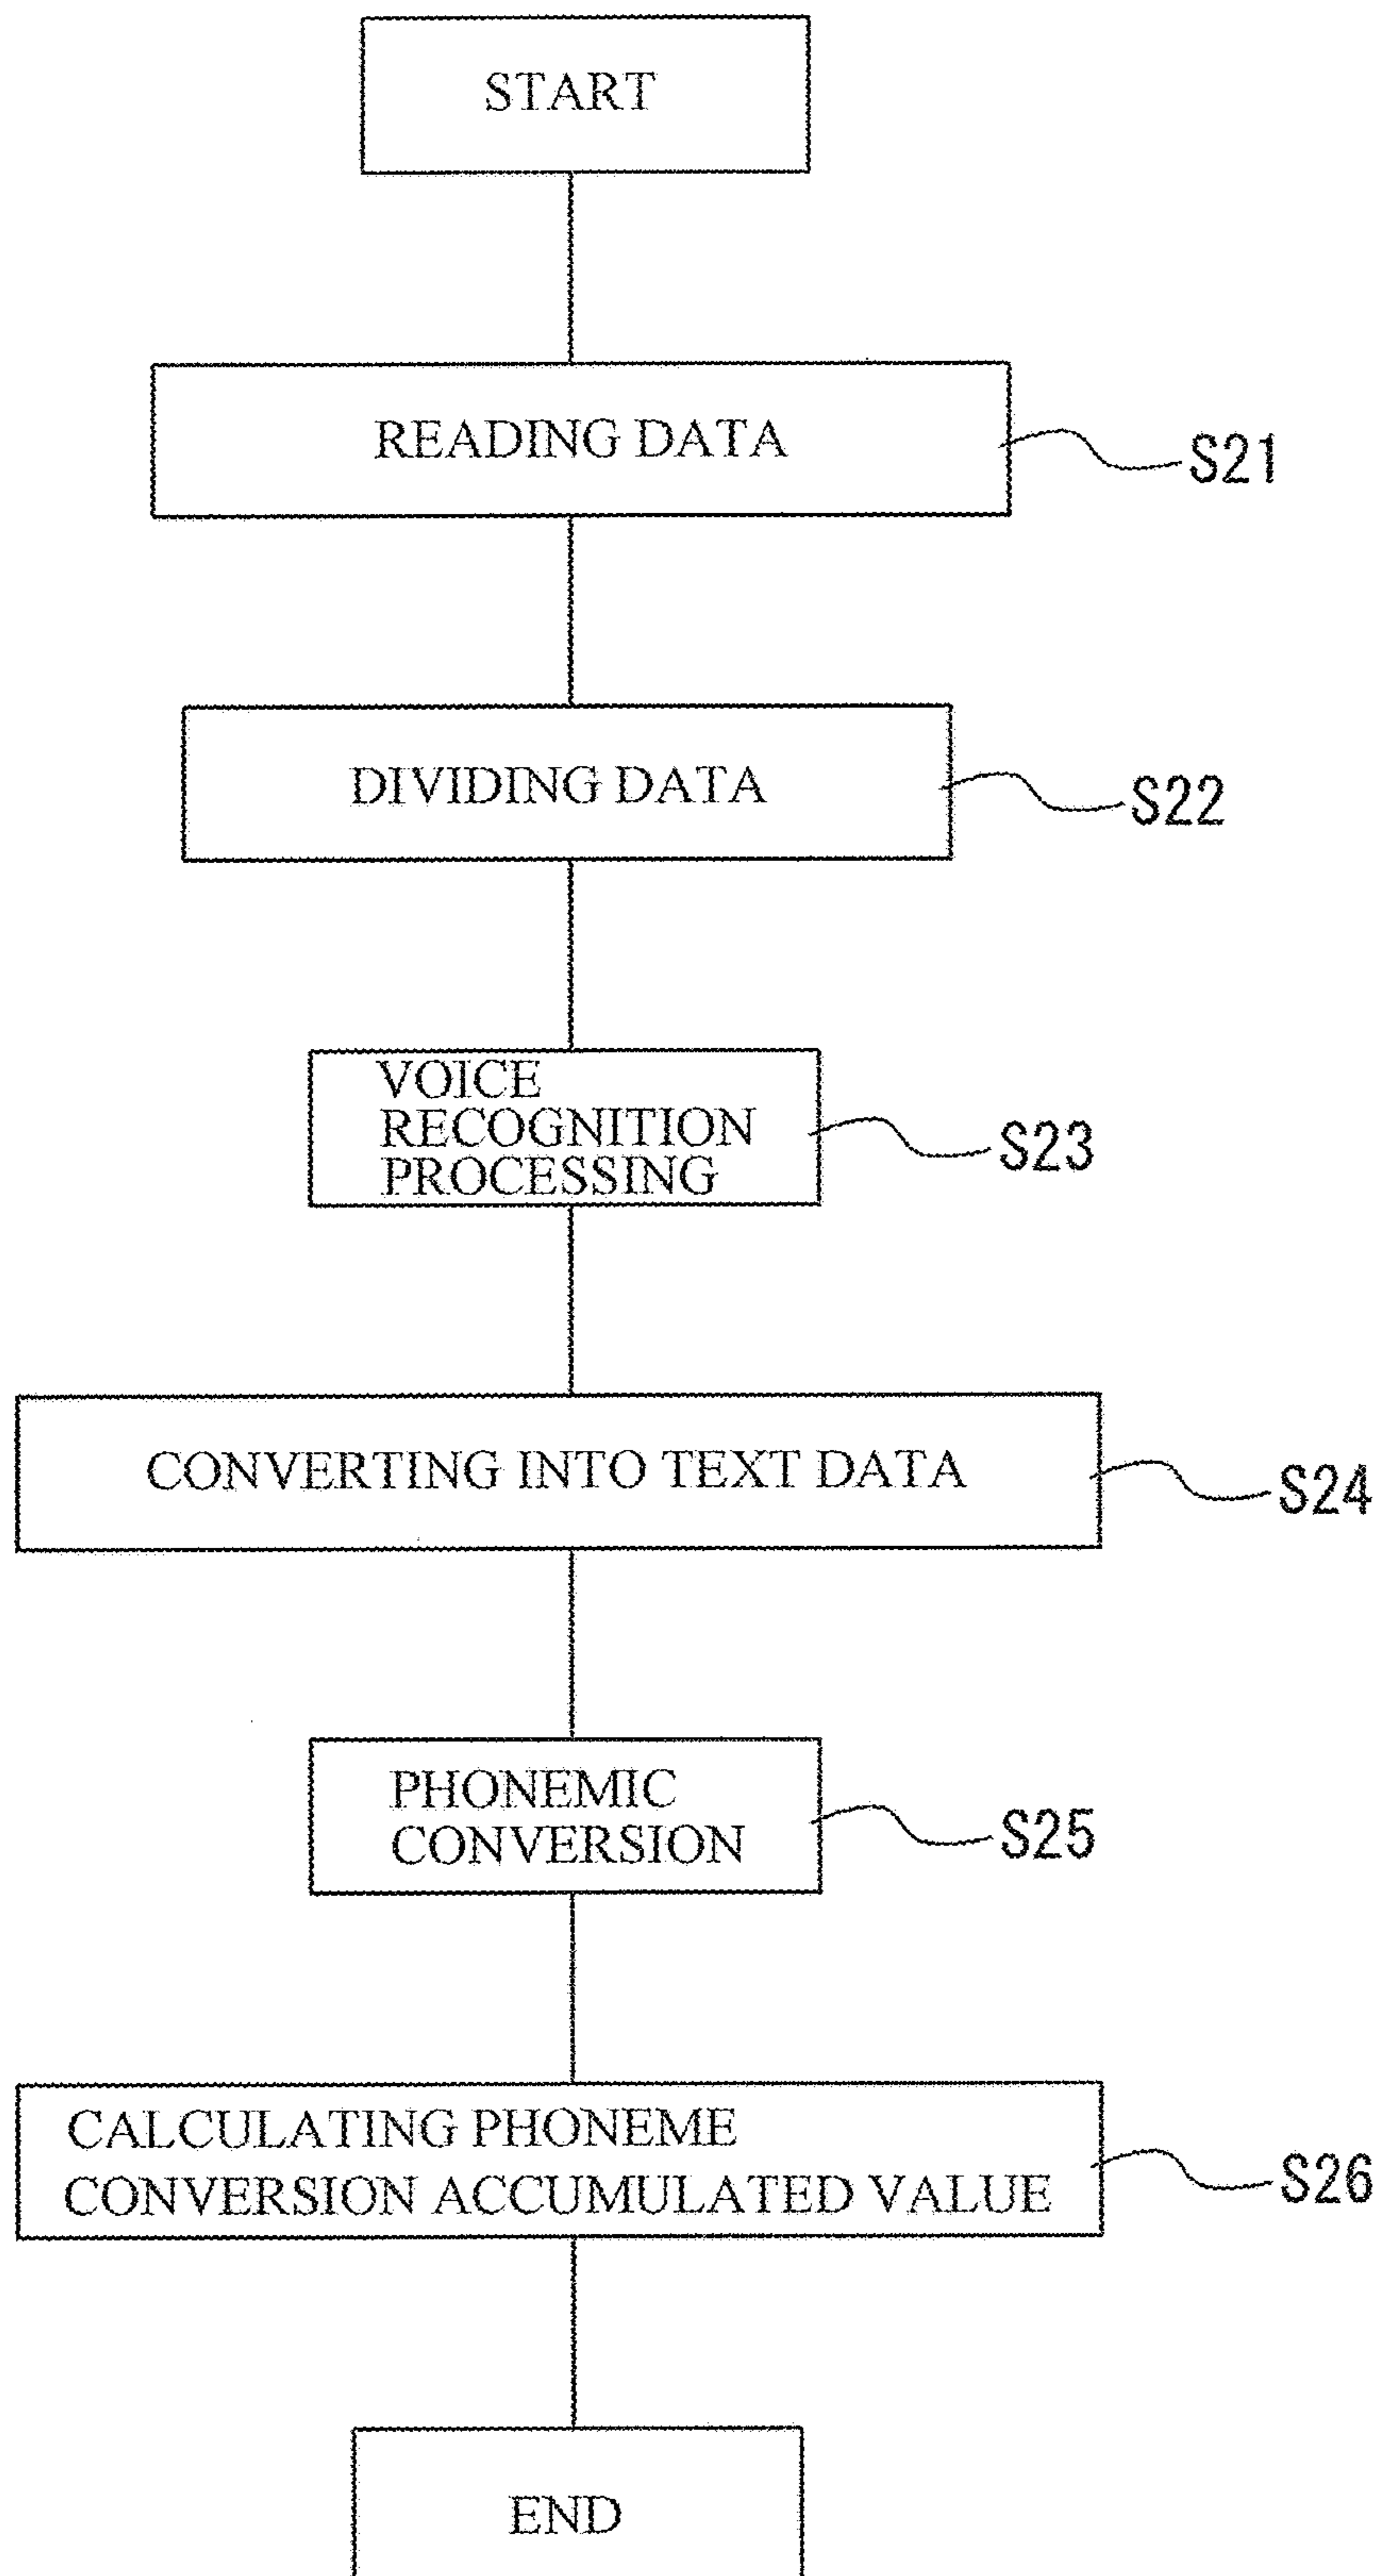 START
READING DATA
S21
DIVIDING DATA
S22
VOICE
RECOGNITION
PROCESSING
S23
CONVERTING INTO TEXT DATA
S24
PHONEMIC
CONVERSION
S25
CALCULATING PHONEME
CONVERSION ACCUMULATED VALUE
S26
END